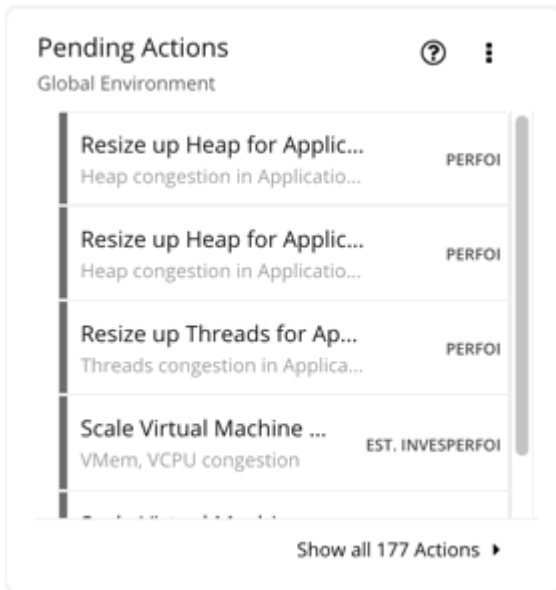 Pending Actions
Global Environment
Resize up Heap for Applic...
Heap congestion in Applicatio...
PERFOI
Resize up Heap for Applic...
Heap congestion in Applicatio...
PERFOI
Resize up Threads for Ap...
Threads congestion in Applica...
PERFOI
Scale Virtual Machine ...
VMem, VCPU congestion
EST. INVESPERFOI
Show all 177 Actions